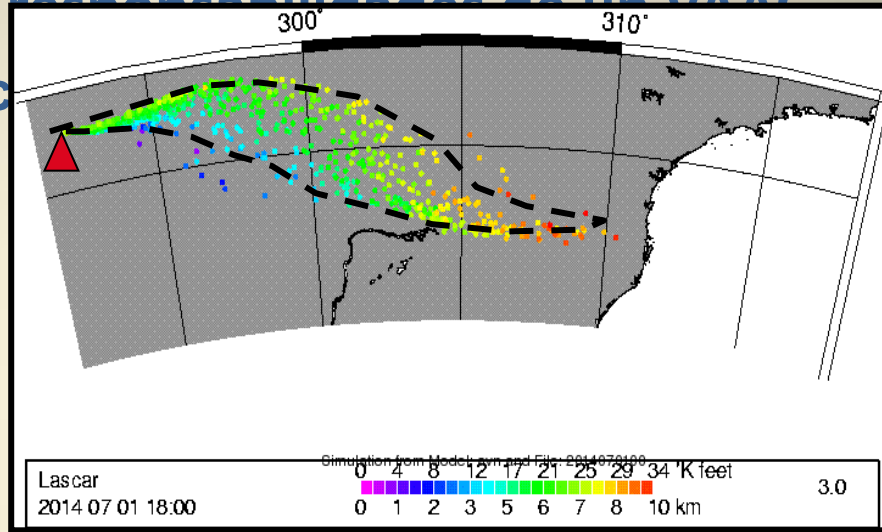 300° 310°
Simulation from Model: avn and File: 2014070100
0 4 8 12 17 21 25 29 34 'K feet
Lascar
3.0
2014 07 01 18:00
0 1 2 3 5 6 7 8 10 km